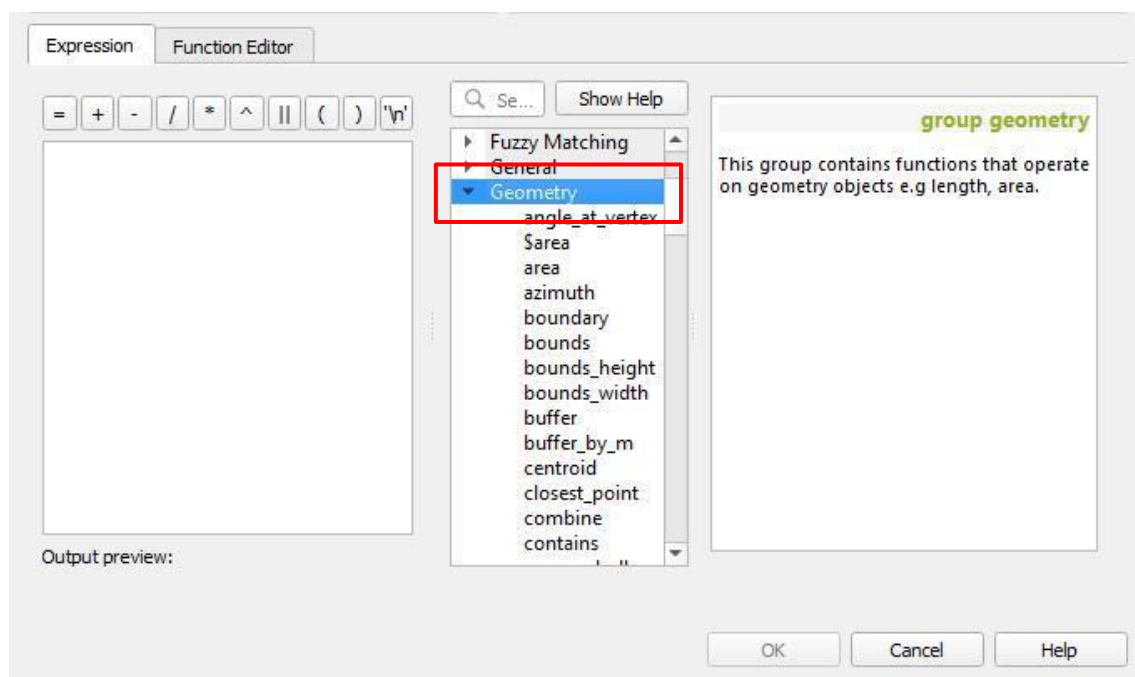 Expression
Function Editor
= + - / * ^ || ( ) '\n'
Se...
Show Help
Fuzzy Matching
General
Geometry
angle_at_vertex
$area
area
azimuth
boundary
bounds
bounds_height
bounds_width
buffer
buffer_by_m
centroid
closest_point
combine
contains
group geometry
This group contains functions that operate
on geometry objects e.g length, area.
Output preview:
OK
Cancel
Help